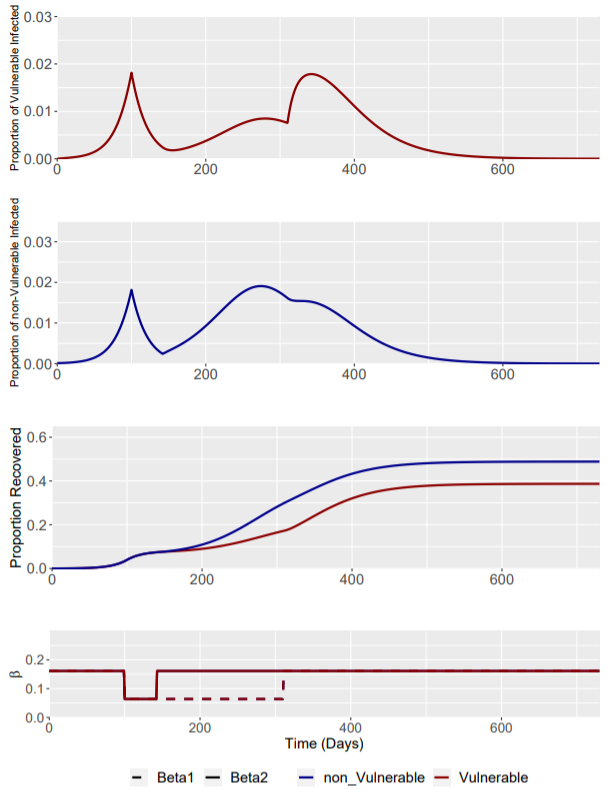 Proportion of Vulnerable Infected
0.03
0.02
0.01
0.00
0 200 400 600
Proportion of non-Vulnerable Infected
0.03
0.02
0.01
0.00
0 200 400 600
Proportion Recovered
0.6
0.4
0.2
0.0
0 200 400 600
β
0.2
0.1
0.0
0 200 400 600
Time (Days)
Beta1 Beta2 non_Vulnerable Vulnerable